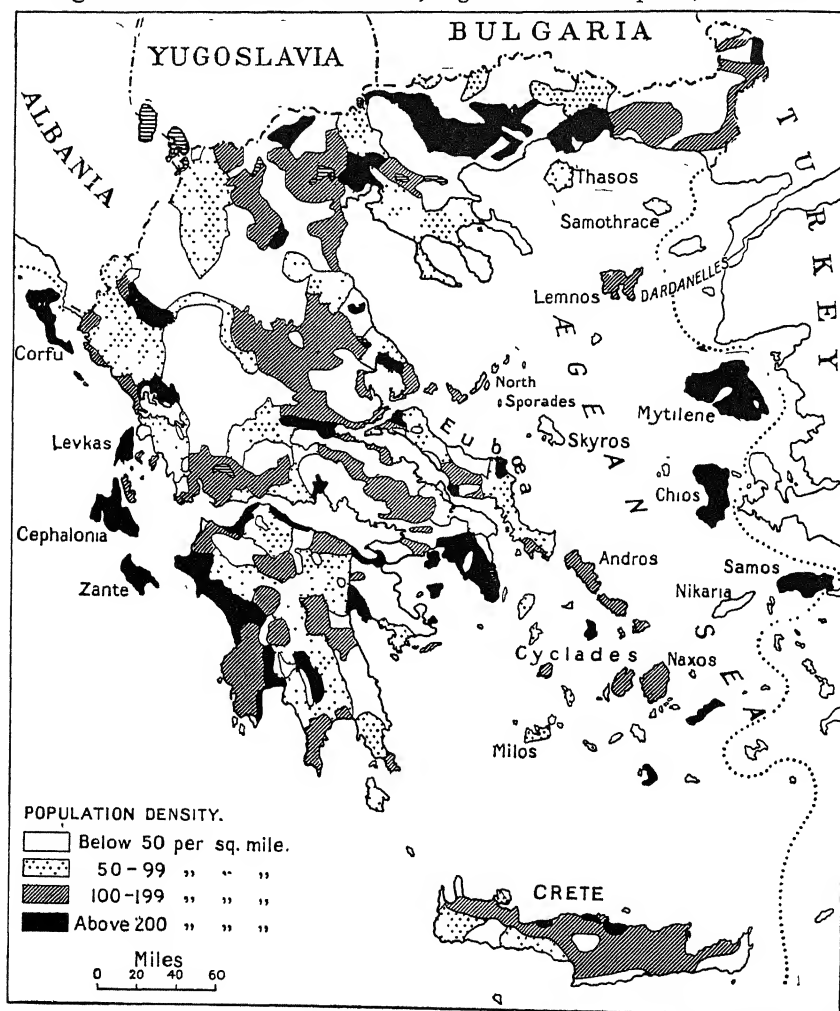 YUGOSLAVIA
BULGARIA
ALBANIA
TURKEY
Thasos
Samothrace
Lemnos
DARDANELLES
Corfu
ÆGEAN SEA
North
Sporades
Mytilene
Eubœa
Skyros
Levkas
Chios
Cephalonia
Andros
Samos
Zante
Nikaria
Cyclades
Naxos
Milos
POPULATION DENSITY.
Below 50 per sq. mile.
50-99 „ „ „
100-199 „ „ „
Above 200 „ „ „
CRETE
Miles
0 20 40 60